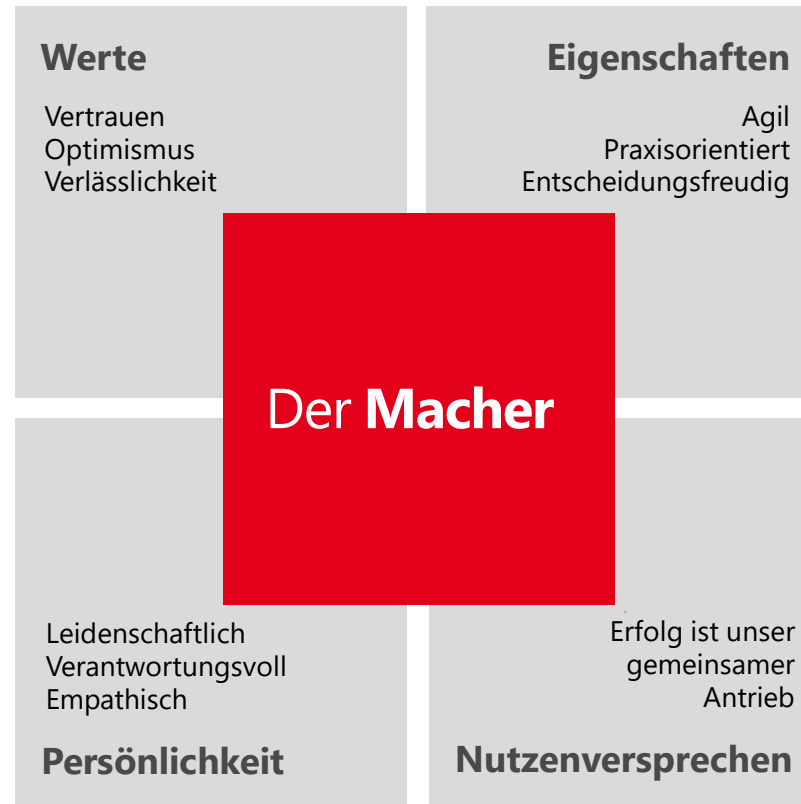 Werte
Vertrauen
Optimismus
Verlässlichkeit
Eigenschaften
Agil
Praxisorientiert
Entscheidungsfreudig
Der Macher
Leidenschaftlich
Verantwortungsvoll
Empathisch
Persönlichkeit
Erfolg ist unser
gemeinsamer
Antrieb
Nutzenversprechen